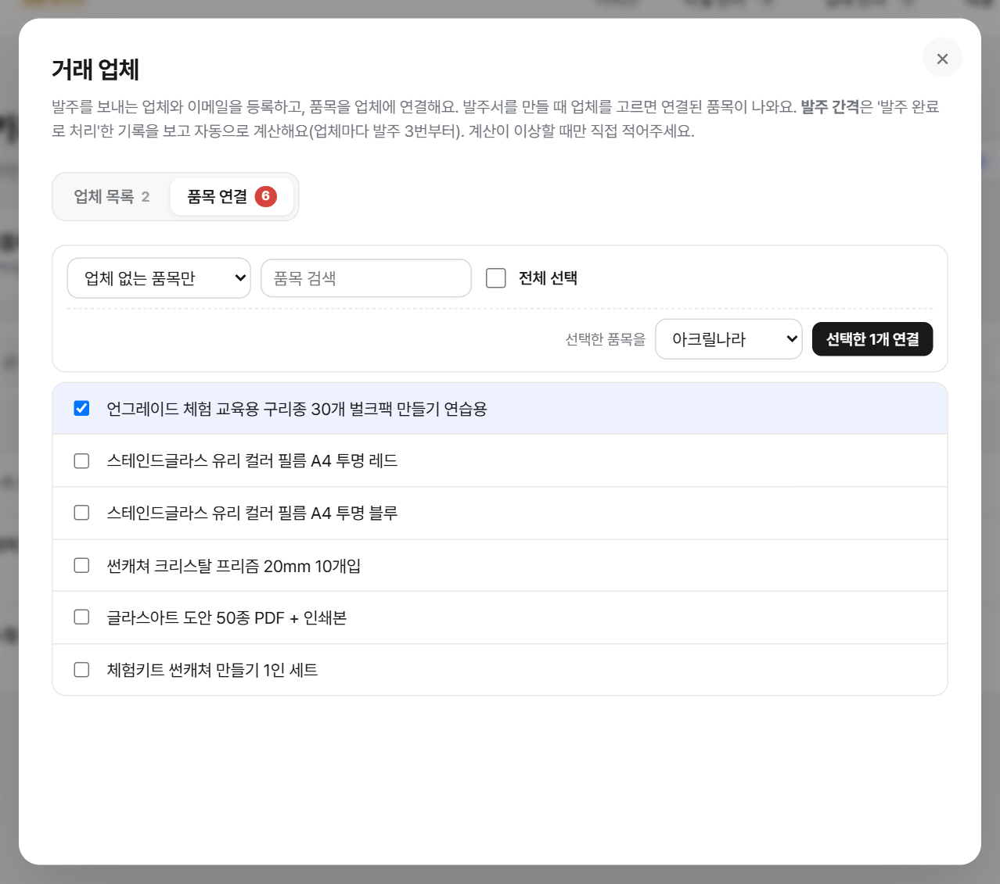 거래 업체
×
발주를 보내는 업체와 이메일을 등록하고, 품목을 업체에 연결해요. 발주서를 만들 때 업체를 고르면 연결된 품목이 나와요. 발주 간격은 '발주 완료
로 처리'한 기록을 보고 자동으로 계산해요(업체마다 발주 3번부터). 계산이 이상할 때만 직접 적어주세요.
업체 목록 2 품목 연결 6
업체 없는 품목만 품목 검색 전체 선택
선택한 품목을 아크릴나라 선택한 1개 연결
언그레이드 체험 교육용 구리종 30개 벌크팩 만들기 연습용
스테인드글라스 유리 컬러 필름 A4 투명 레드
스테인드글라스 유리 컬러 필름 A4 투명 블루
썬캐쳐 크리스탈 프리즘 20mm 10개입
글라스아트 도안 50종 PDF + 인쇄본
체험키트 썬캐쳐 만들기 1인 세트